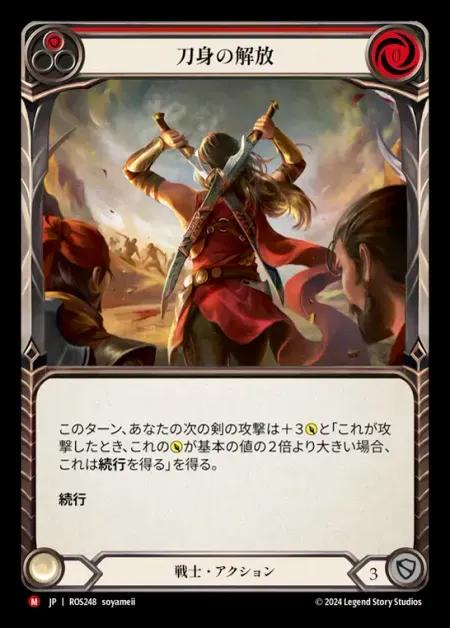 刀身の解放
0
このターン、あなたの次の剣の攻撃は＋3と「これが攻
撃したとき、これのが基本の値の2倍より大きい場合、
これは続行を得る」を得る。
続行
戦士・アクション
3
M JP | ROS248 soyameii
© 2024 Legend Story Studios